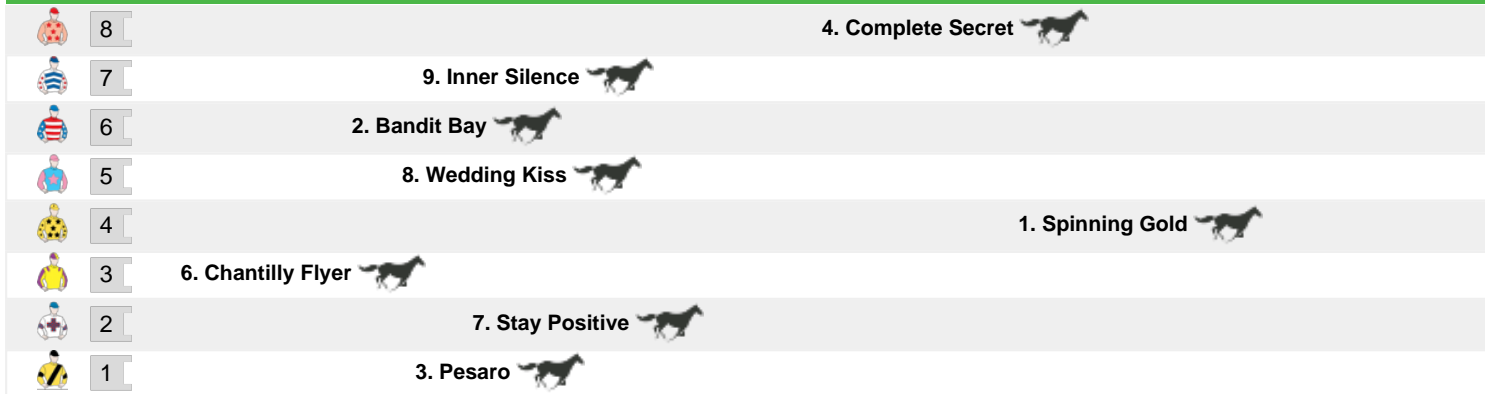 8 4. Complete Secret
7 9. Inner Silence
6 2. Bandit Bay
5 8. Wedding Kiss
4 1. Spinning Gold
3 6. Chantilly Flyer
2 7. Stay Positive
1 3. Pesaro